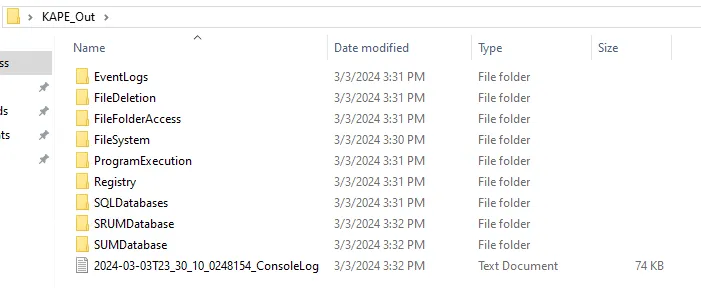 KAPE_Out
Name Date modified Type Size
ss
EventLogs 3/3/2024 3:31 PM File folder
FileDeletion 3/3/2024 3:31 PM File folder
ds FileFolderAccess 3/3/2024 3:31 PM File folder
nts FileSystem 3/3/2024 3:30 PM File folder
ProgramExecution 3/3/2024 3:31 PM File folder
Registry 3/3/2024 3:31 PM File folder
SQLDatabases 3/3/2024 3:31 PM File folder
SRUMDatabase 3/3/2024 3:32 PM File folder
SUMDatabase 3/3/2024 3:32 PM File folder
2024-03-03T23_30_10_0248154_ConsoleLog 3/3/2024 3:32 PM Text Document 74 KB